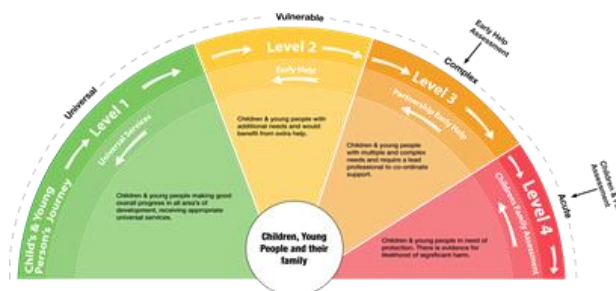 Universal
Vulnerable
Complex
Acute
Early Help
Assessment
Children & 
Assessment
Child's & Young
Person's Journey
Level 1
Universal Services
Children & young people making good
overall progress in all area's of
development, receiving appropriate
universal services.
Level 2
Early Help
Children & young people with
additional needs and would
benefit from extra help.
Level 3
Partnership Early Help
Children & young people
with multiple and complex
needs and require a lead
professional to co-ordinate
support.
Level 4
Childrens Family Assessment
Children & young people in need of
protection. There is evidence for
likelihood of significant harm.
Children, Young
People and their
family